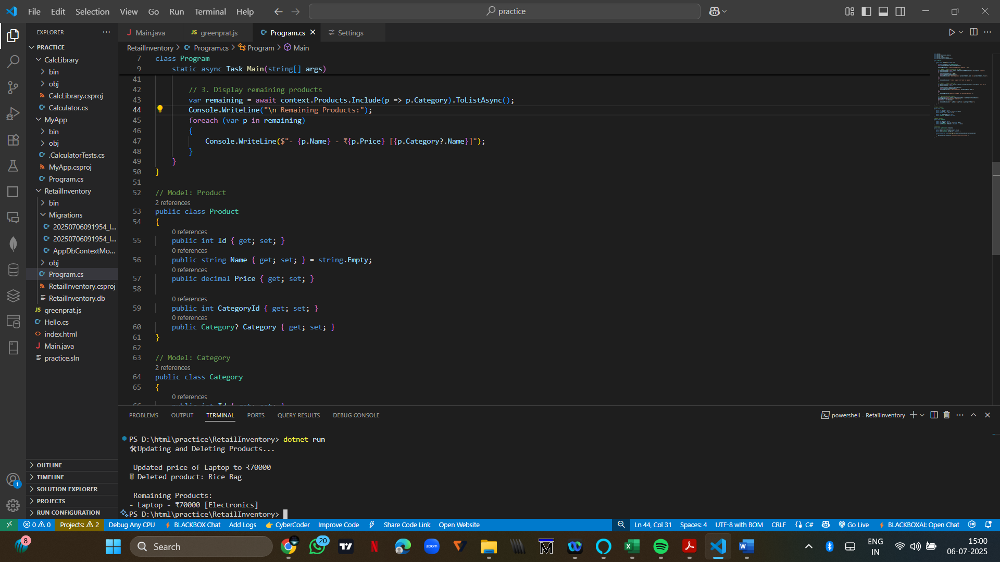 File Edit Selection View Go Run Terminal Help
practice
EXPLORER
PRACTICE
CalcLibrary
bin
obj
CalcLibrary.csproj
Calculator.cs
MyApp
bin
obj
.CalculatorTests.cs
MyApp.csproj
Program.cs
RetailInventory
bin
Migrations
20250706091954_I...
20250706091954_I...
AppDbContextMo...
obj
Program.cs
RetailInventory.csproj
RetailInventory.db
greenprat.js
Hello.cs
index.html
Main.java
practice.sln
OUTLINE
TIMELINE
SOLUTION EXPLORER
PROJECTS
RUN CONFIGURATION
1
Main.java greenprat.js Program.cs Settings
RetailInventory > Program.cs > Program > Main
7 class Program
9 static async Task Main(string[] args)
41
42 // 3. Display remaining products
43 var remaining = await context.Products.Include(p => p.Category).ToListAsync();
44 Console.WriteLine("\n Remaining Products:");
45 foreach (var p in remaining)
46 {
47 Console.WriteLine($"- {p.Name} - ₹{p.Price} [{p.Category?.Name}]");
48 }
49 }
50 }
51
52 // Model: Product
2 references
53 public class Product
54 {
0 references
55 public int Id { get; set; }
0 references
56 public string Name { get; set; } = string.Empty;
0 references
57 public decimal Price { get; set; }
58
0 references
59 public int CategoryId { get; set; }
0 references
60 public Category? Category { get; set; }
61 }
62
63 // Model: Category
2 references
64 public class Category
65 {
0 references
66 public int Id { get; set; }
PROBLEMS OUTPUT TERMINAL PORTS QUERY RESULTS DEBUG CONSOLE
powershell - RetailInventory
PS D:\html\practice\RetailInventory> dotnet run
🛠Updating and Deleting Products...
Updated price of Laptop to ₹70000
Deleted product: Rice Bag
Remaining Products:
- Laptop - ₹70000 [Electronics]
PS D:\html\practice\RetailInventory>
0 0 Projects: 2 Debug Any CPU BLACKBOX Chat Add Logs 👉 CyberCoder Improve Code Share Code Link Open Website Ln 44, Col 31 Spaces: 4 UTF-8 with BOM CRLF {} C# Go Live BLACKBOXAI: Open Chat
8
Search
20
zoom
ENG
IN
15:00
06-07-2025